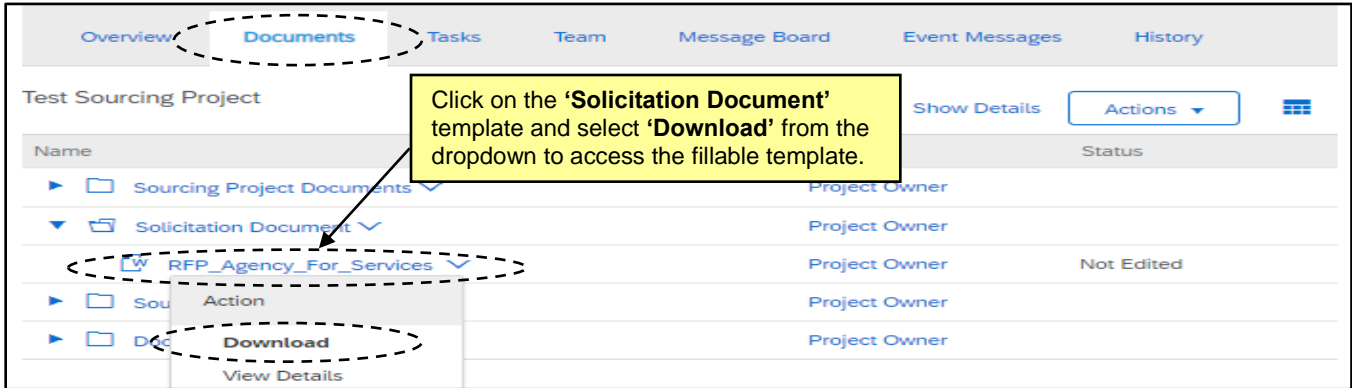 Overview Documents Tasks Team Message Board Event Messages History
Test Sourcing Project
Click on the ‘Solicitation Document’
template and select ‘Download’ from the
dropdown to access the fillable template.
Show Details Actions
Name Status
Sourcing Project Documents Project Owner
Solicitation Document Project Owner
RFP_Agency_For_Services Project Owner Not Edited
Sou Project Owner
Action
Doc Project Owner
Download
View Details